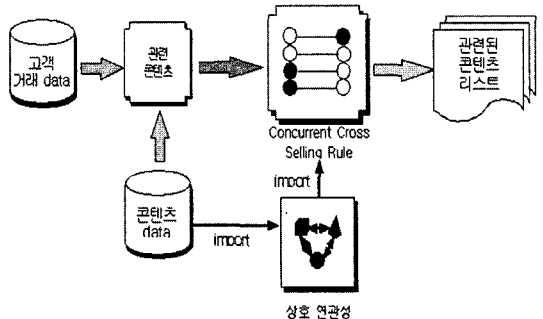 고객
거래 data
관련
콘텐츠
관련된
콘텐츠
리스트
Concurrent Cross
Selling Rule
import
콘텐츠
data
import
상호 연관성